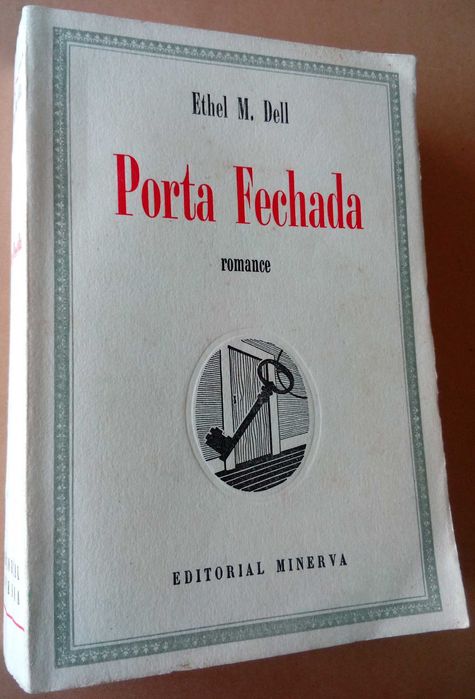 Ethel M. Dell
Porta Fechada
romance
EDITORIAL MINERVA